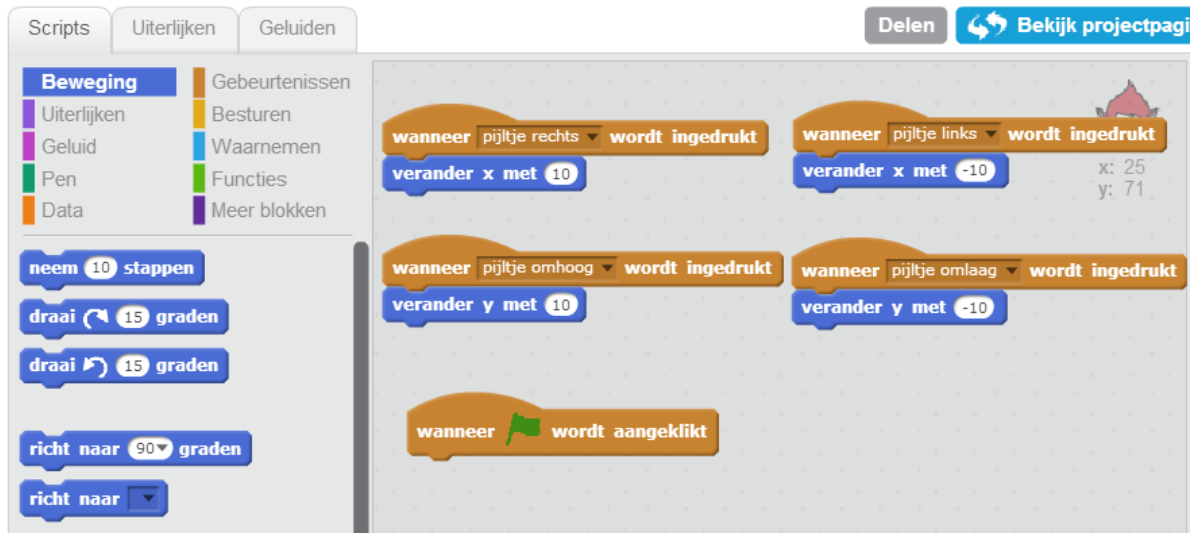 Scripts Uiterlijken Geluiden
Delen Bekijk projectpagi
Beweging Gebeurtenissen
Uiterlijken Besturen
Geluid Waarnemen
Pen Functies
Data Meer blokken
neem 10 stappen
draai 15 graden
draai 15 graden
richt naar 90 graden
richt naar
wanneer pijltje rechts wordt ingedrukt
verander x met 10
wanneer pijltje links wordt ingedrukt
verander x met -10
x: 25
y: 71
wanneer pijltje omhoog wordt ingedrukt
verander y met 10
wanneer pijltje omlaag wordt ingedrukt
verander y met -10
wanneer wordt aangeklikt